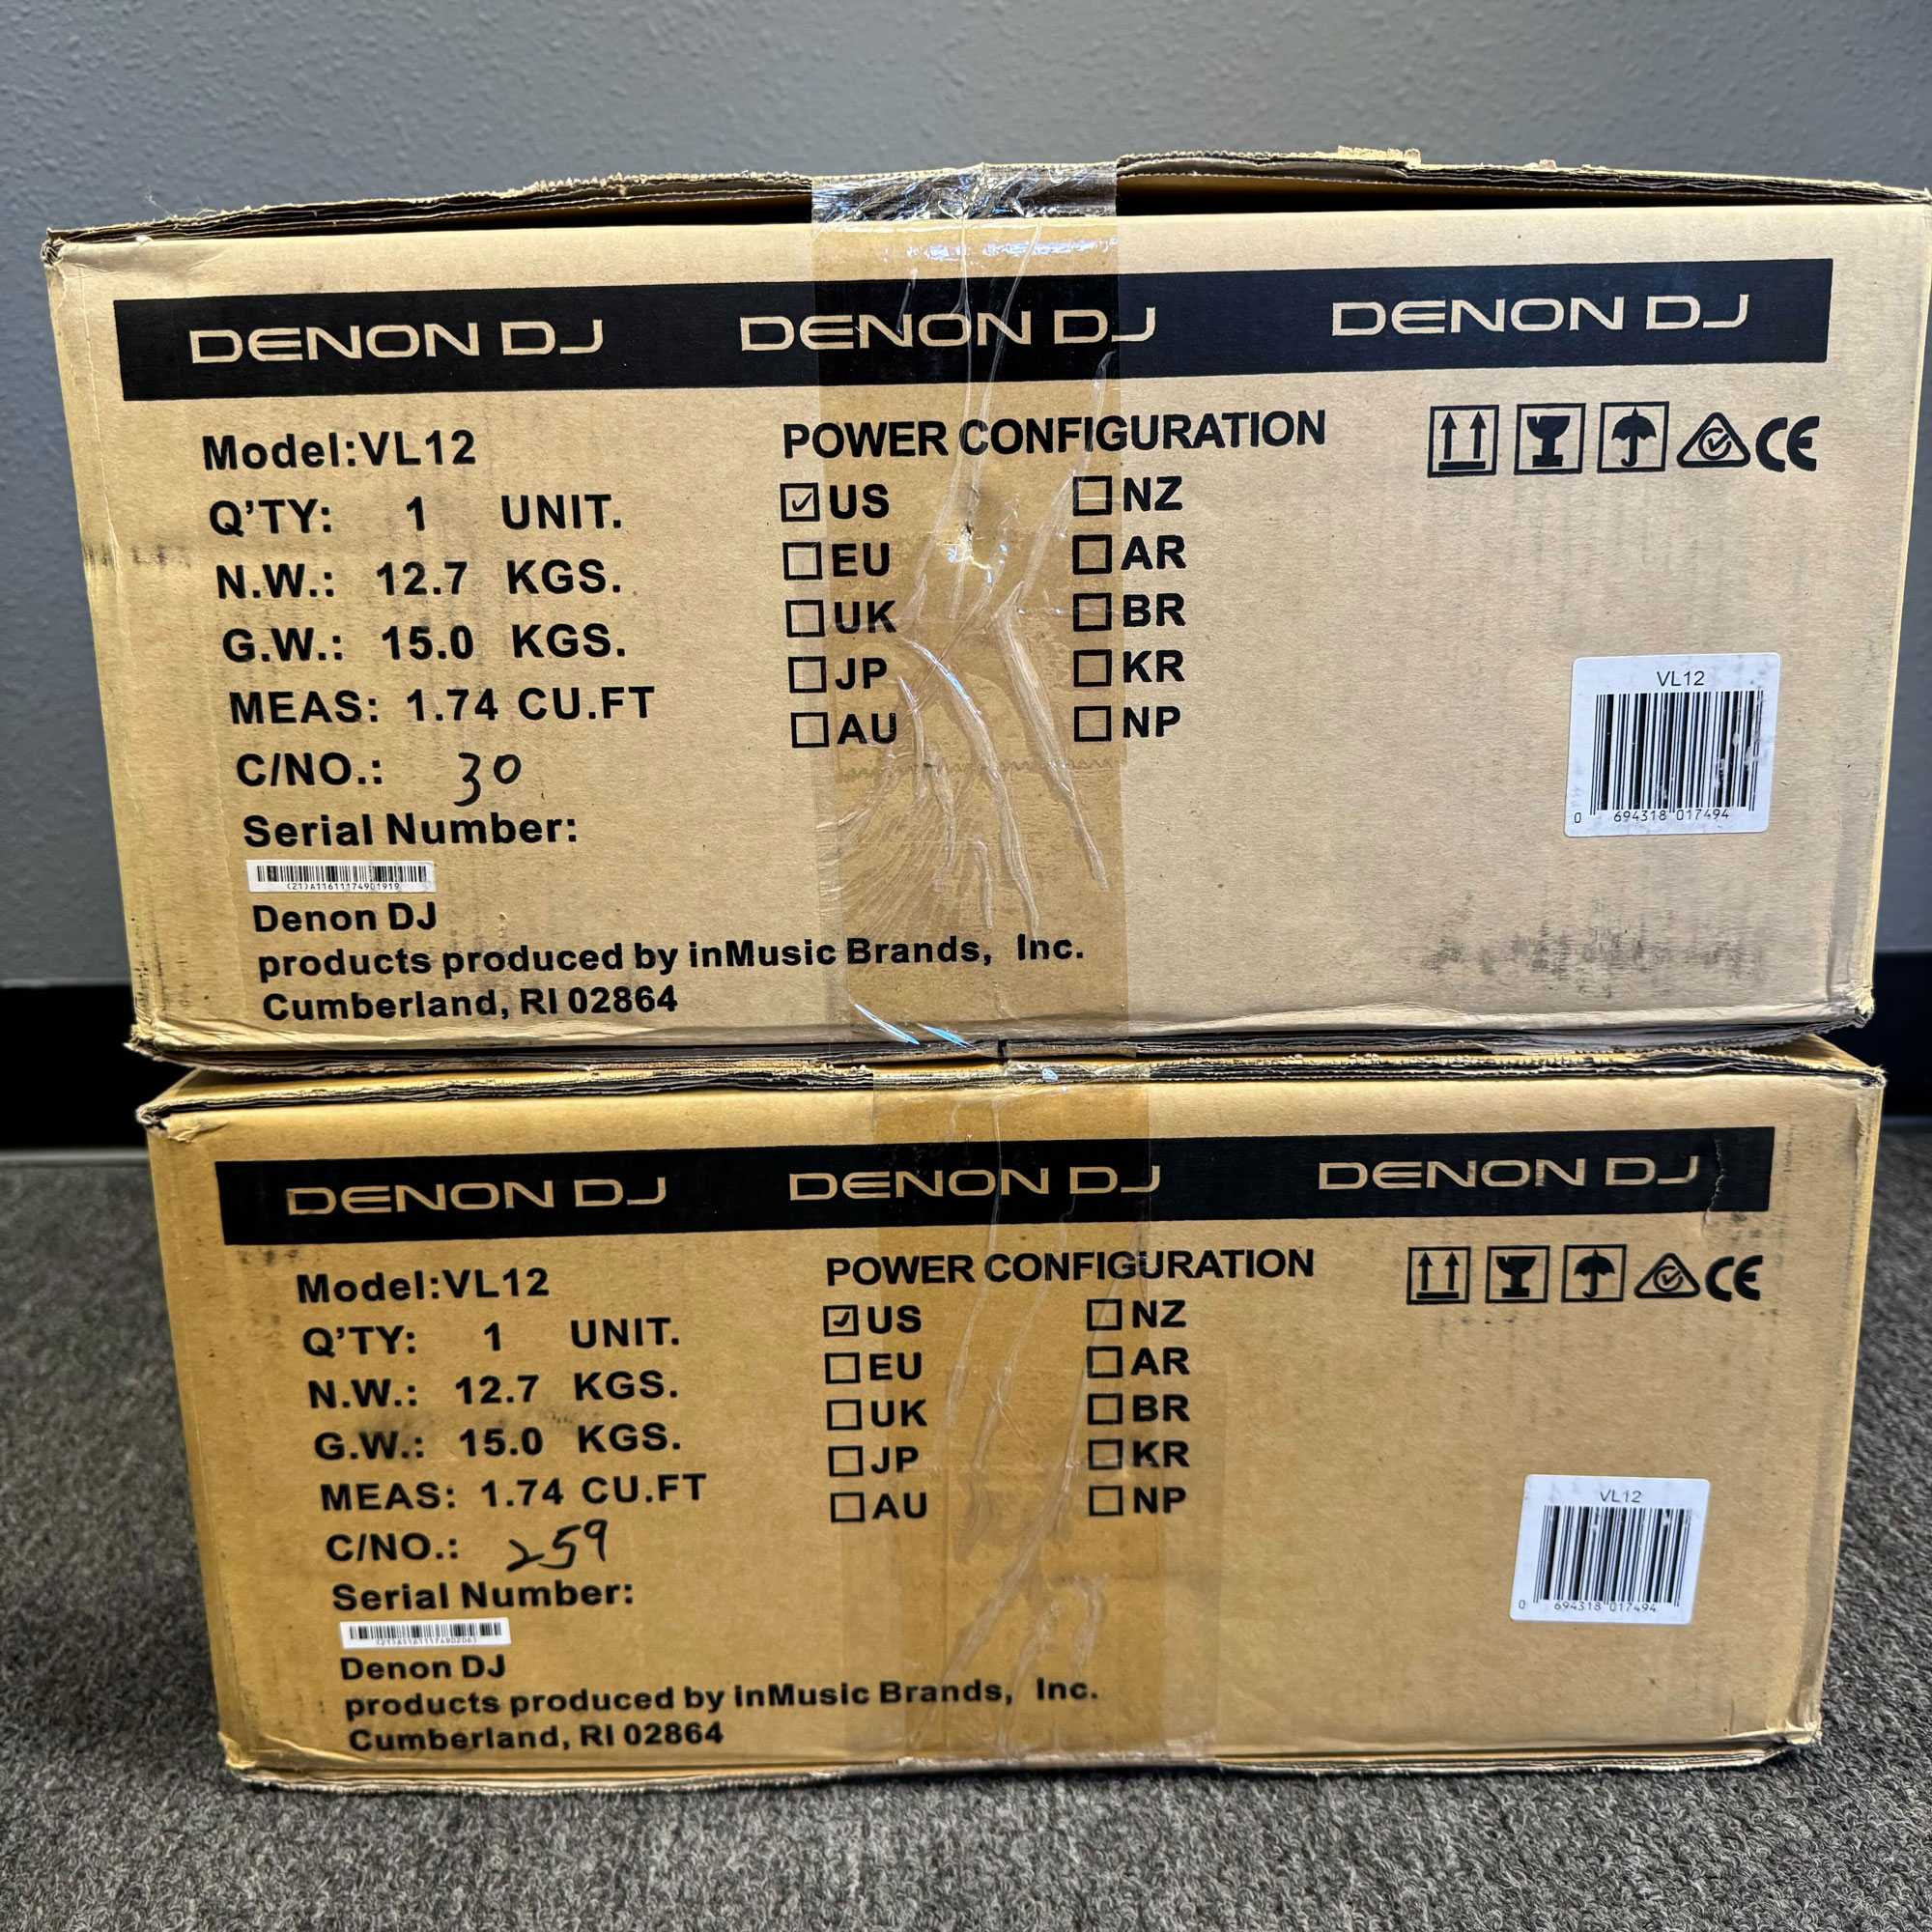 DENON DJ DENON DJ DENON DJ
Model:VL12
Q'TY: 1 UNIT.
N.W.: 12.7 KGS.
G.W.: 15.0 KGS.
MEAS: 1.74 CU.FT
C/NO.: 30
Serial Number:
(21)A11611174901919
Denon DJ
products produced by inMusic Brands, Inc.
Cumberland, RI 02864
POWER CONFIGURATION
US NZ
EU AR
UK BR
JP KR
AU NP
CE
VL12
0 694318 017494
DENON DJ DENON DJ DENON DJ
Model:VL12
Q'TY: 1 UNIT.
N.W.: 12.7 KGS.
G.W.: 15.0 KGS.
MEAS: 1.74 CU.FT
C/NO.: 259
Serial Number:
Denon DJ
products produced by inMusic Brands, Inc.
Cumberland, RI 02864
POWER CONFIGURATION
US NZ
EU AR
UK BR
JP KR
AU NP
CE
VL12
0 694318 017494